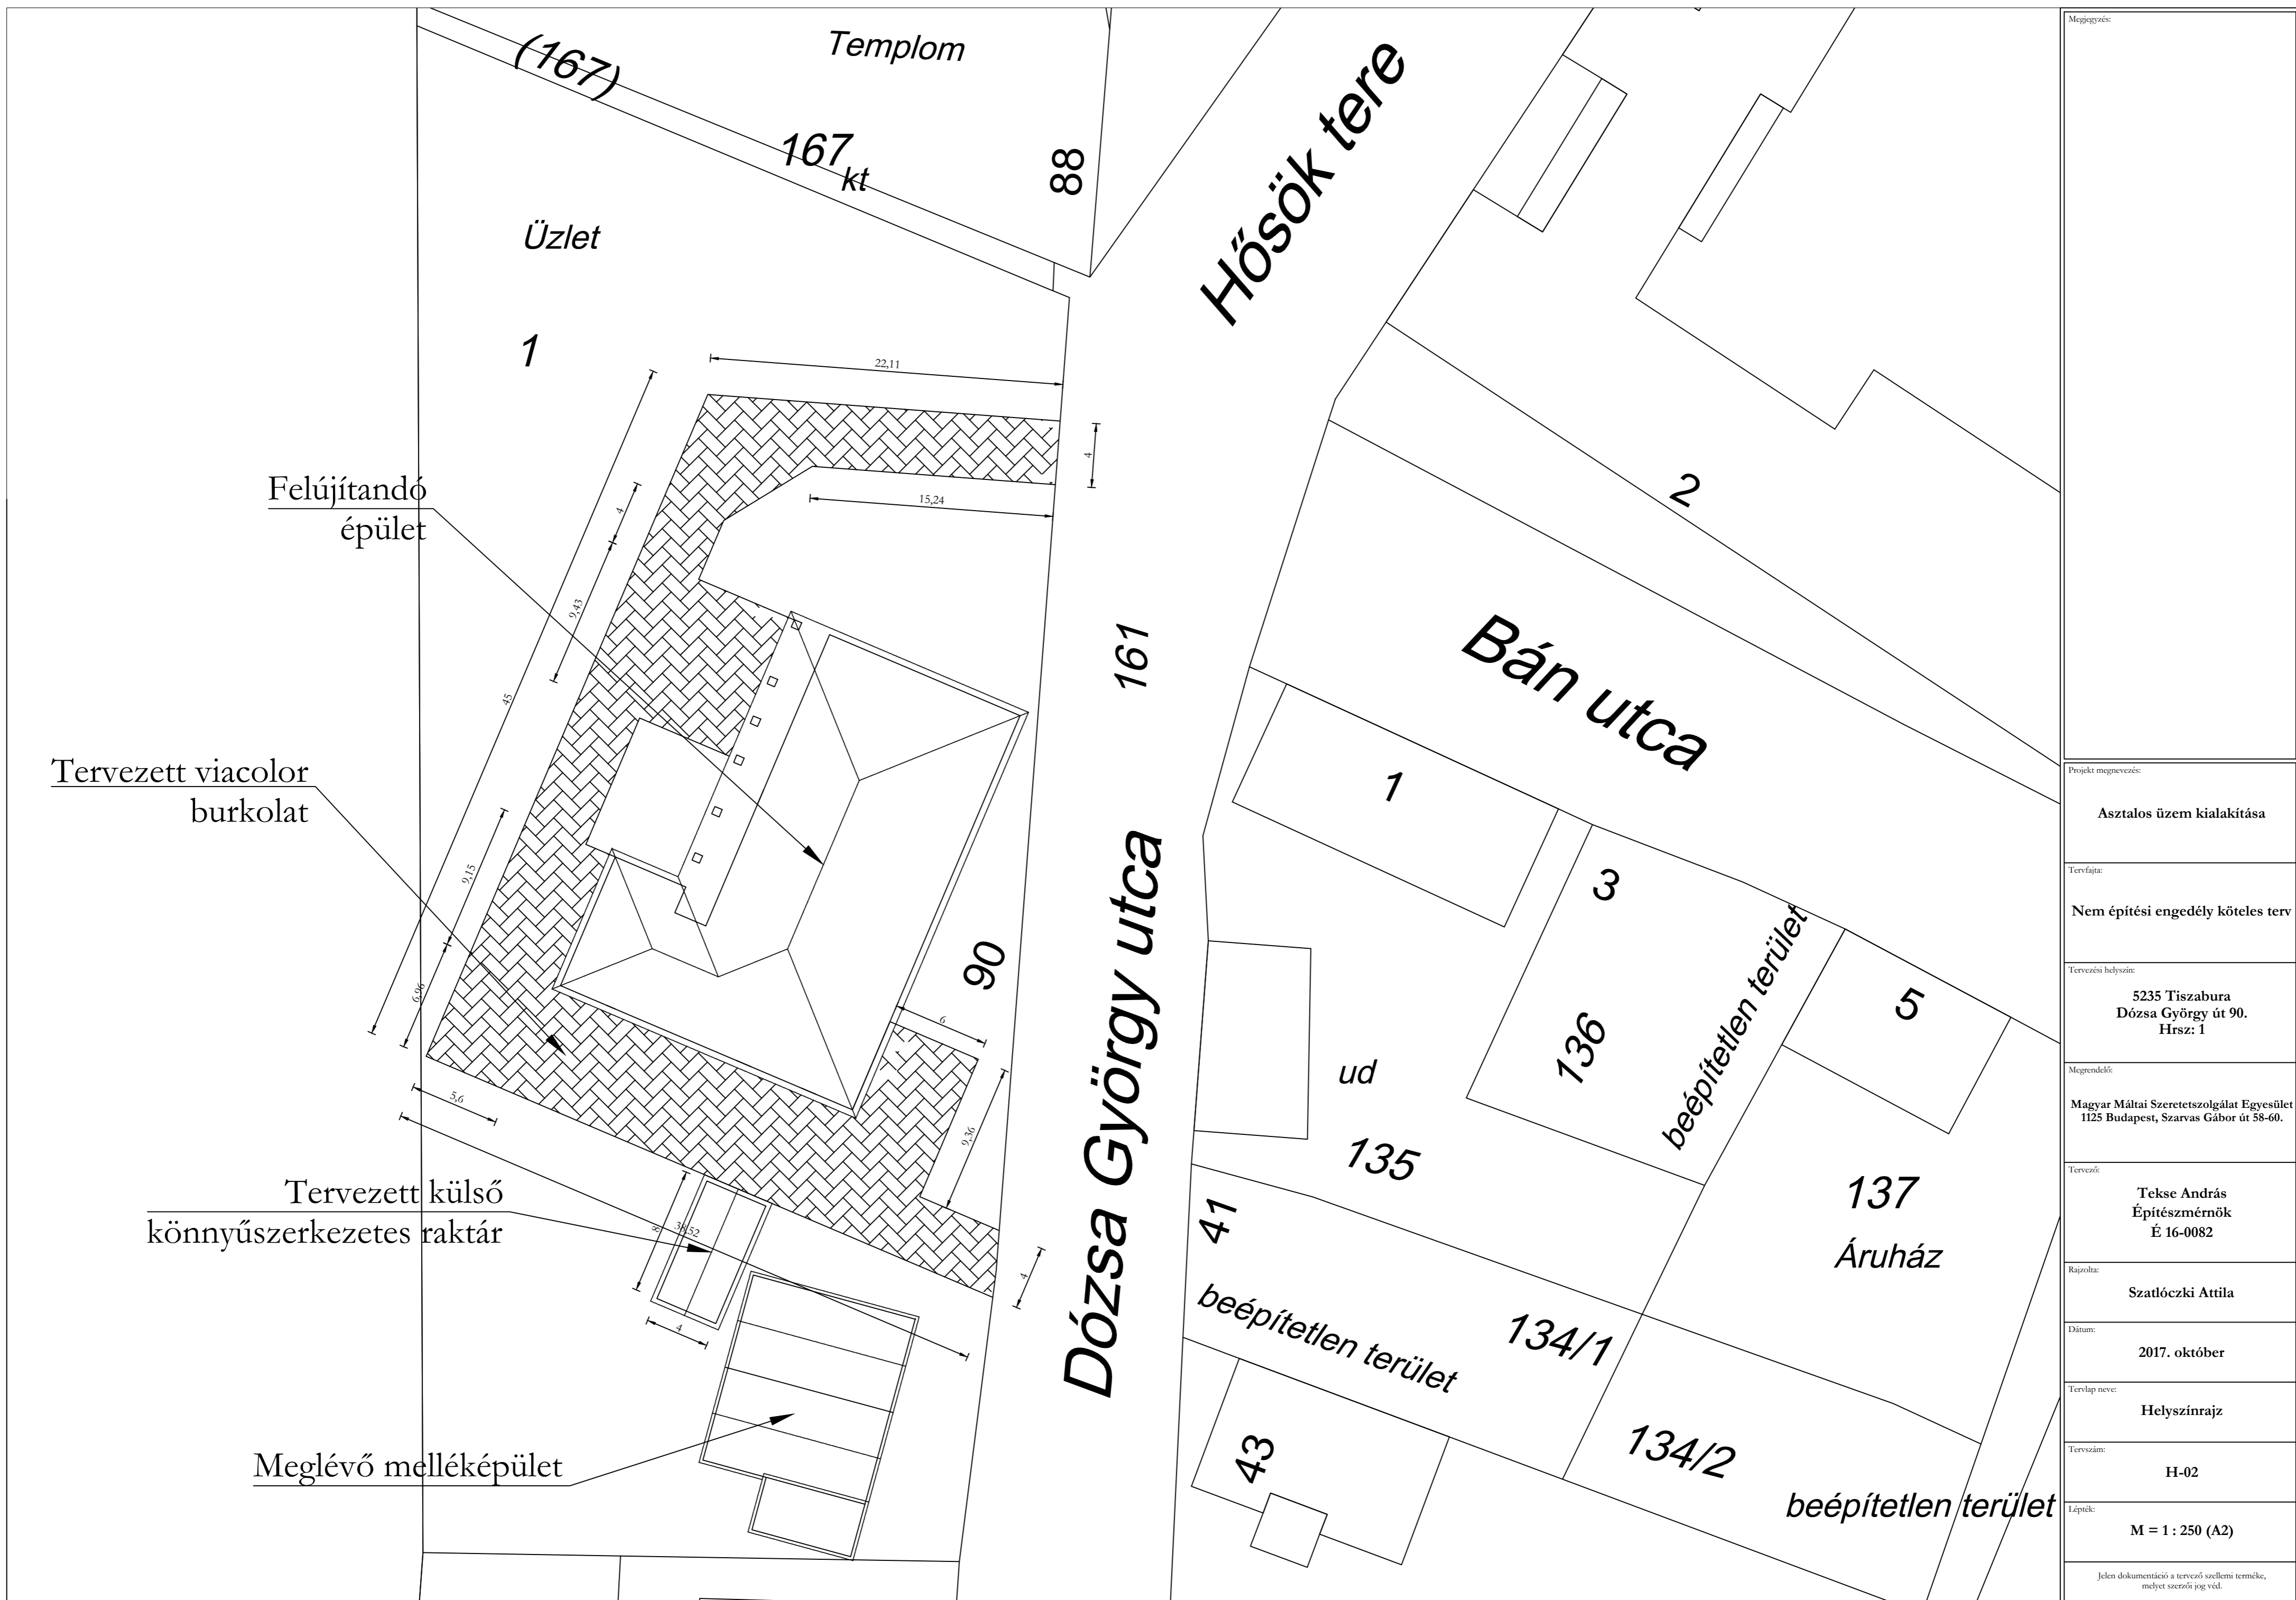 (167)
Templom
167
kt
88
Hősök tere
Üzlet
1
22,11
4
15,24
Felújítandó
épület
4
9,43
45
2
161
Bán utca
Tervezett viacolor
burkolat
9,15
6,96
90
6
9,36
5,6
Dózsa György utca
1
3
beépítetlen terület
136
5
ud
135
137
Áruház
41
beépítetlen terület
134/1
134/2
43
beépítetlen terület
Tervezett külső
könnyűszerkezetes raktár
8
4
4
Meglévő melléképület
Megjegyzés:
Projekt megnevezés:
Asztalos üzem kialakítása
Tervfajta:
Nem építési engedély köteles terv
Tervezési helyszín:
5235 Tiszabura
Dózsa György út 90.
Hrsz: 1
Megrendelő:
Magyar Máltai Szeretetszolgálat Egyesület
1125 Budapest, Szarvas Gábor út 58-60.
Tervező:
Tekse András
Építészmérnök
É 16-0082
Rajzolta:
Szatlóczki Attila
Dátum:
2017. október
Tervlap neve:
Helyszínrajz
Tervszám:
H-02
Lépték:
M = 1 : 250 (A2)
Jelen dokumentáció a tervező szellemi terméke,
melyet szerzői jog véd.